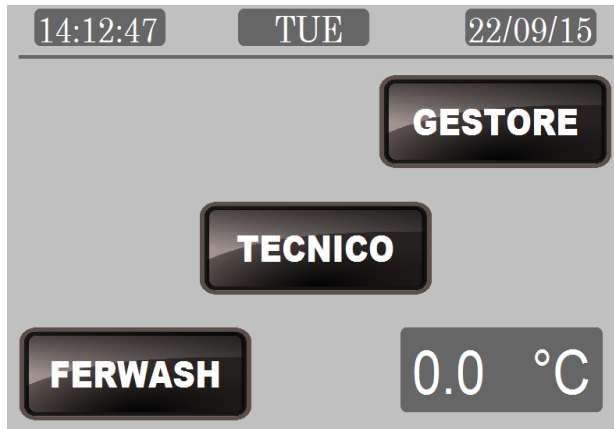 14:12:47 TUE 22/09/15
GESTORE
TECNICO
FERWASH
0.0 °C